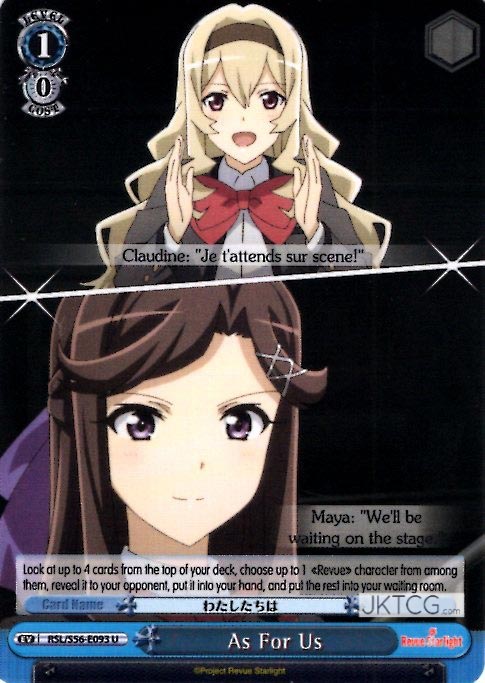 LEVEL
1
0
COST
Claudine: "Je t'attends sur scene!"
Maya: "We'll be
waiting on the stage."
Look at up to 4 cards from the top of your deck, choose up to 1 «Revue» character from among
them, reveal it to your opponent, put it into your hand, and put the rest into your waiting room.
Card Name わたしたちは
JKTCG.com
EV RSL/S56-E093 U As For Us Revue Starlight
©Project Revue Starlight